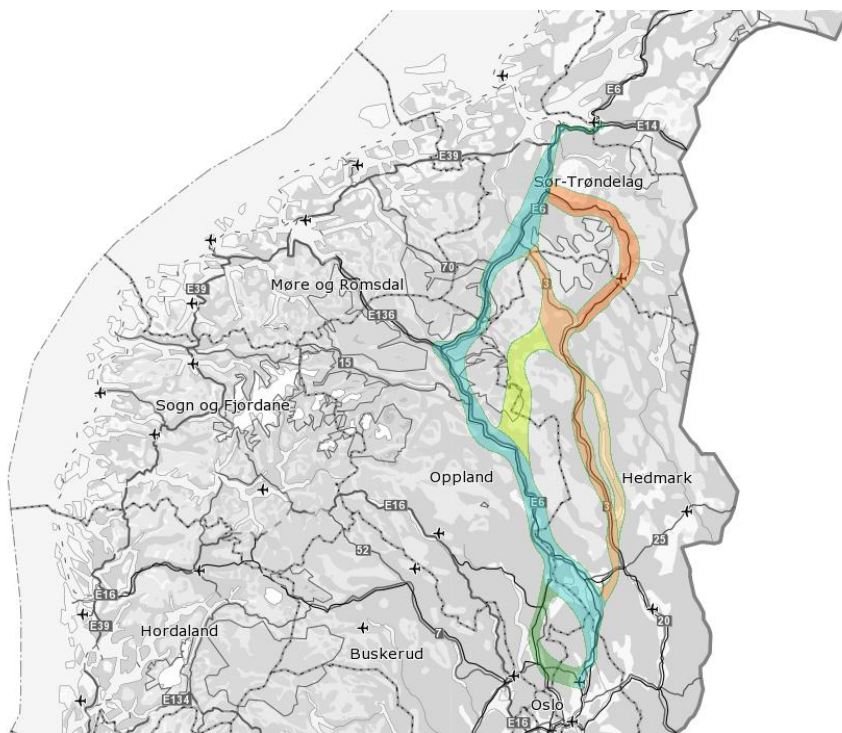 E6
E14
E39
Sør-Trøndelag
E6
70
3
Møre og Romsdal
E39
E136
15
Sogn og Fjordane
Oppland
Hedmark
E6
E16
3
25
52
E16
E39
20
Hordaland
7
Buskerud
E134
Oslo
E16